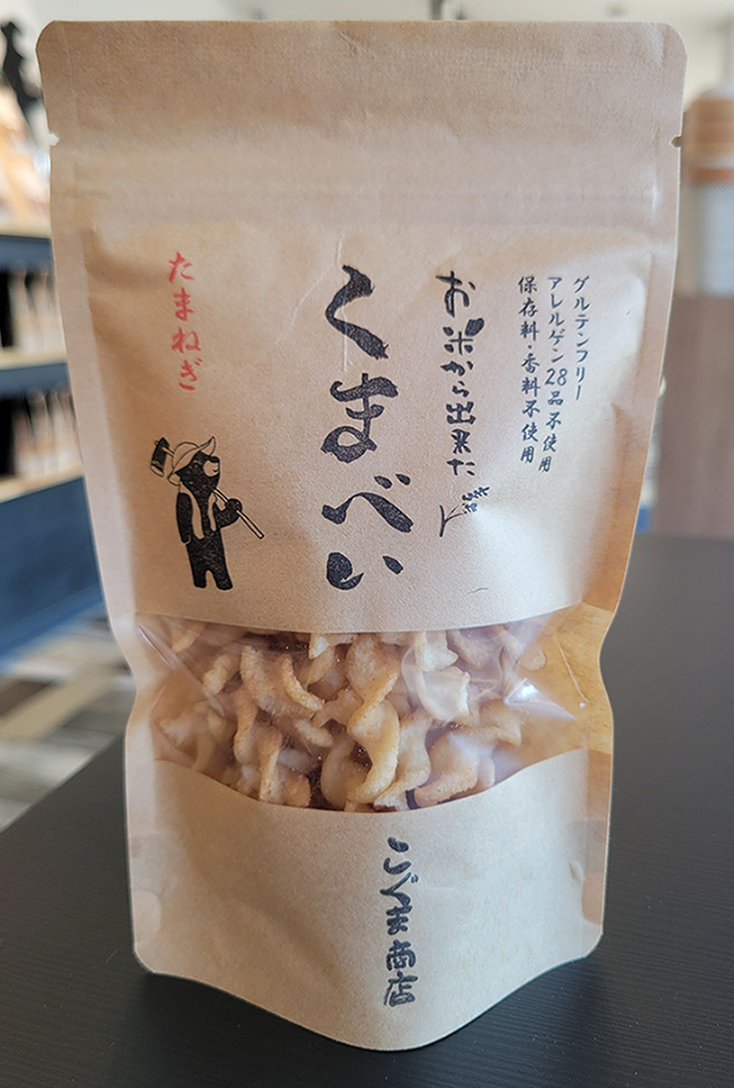 グルテンフリー
アレルゲン28品不使用
保存料・香料不使用
お米から出来た
くまべい
たまねぎ
こぐま商店